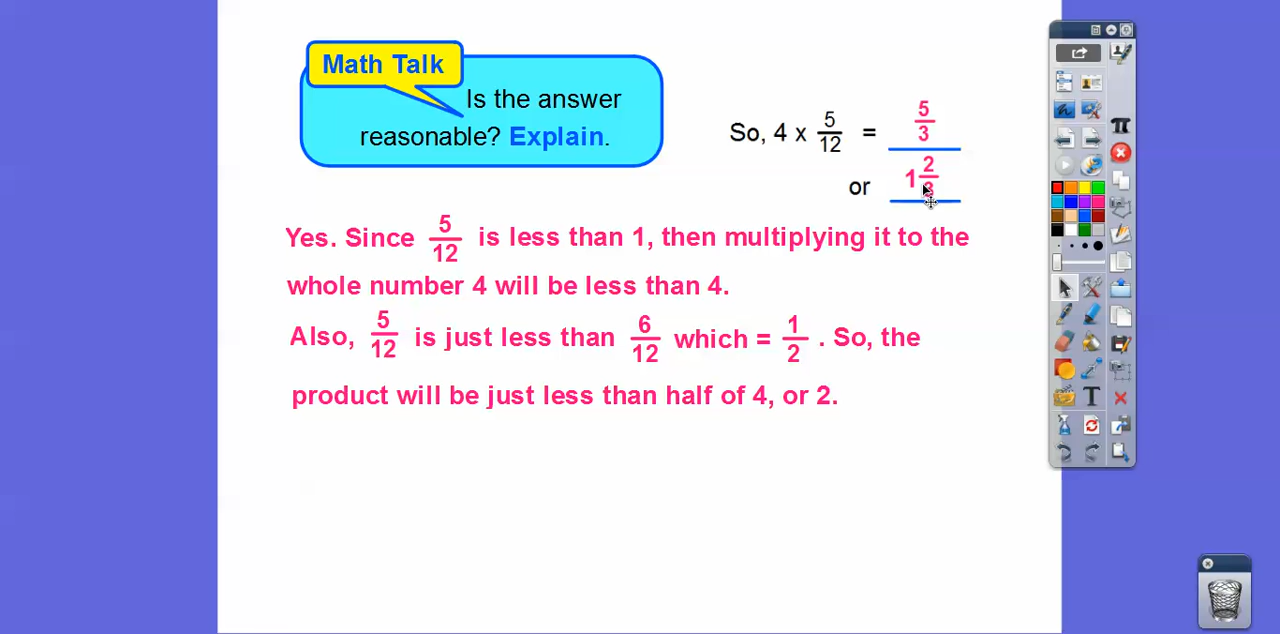 Math Talk
Is the answer
reasonable? Explain.
So, 4 x 5/12 = 5/3
or 1 2/3
Yes. Since 5/12 is less than 1, then multiplying it to the
whole number 4 will be less than 4.
Also, 5/12 is just less than 6/12 which = 1/2 . So, the
product will be just less than half of 4, or 2.